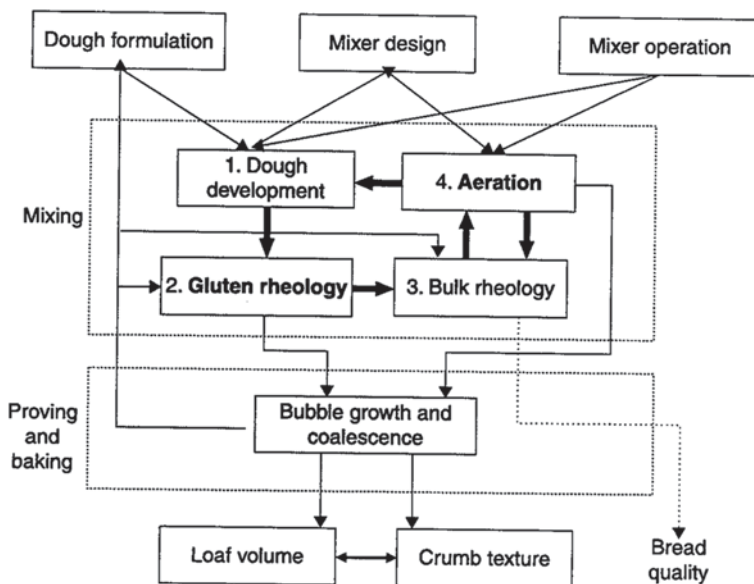 Dough formulation
Mixer design
Mixer operation
1. Dough
development
4. Aeration
Mixing
2. Gluten rheology
3. Bulk rheology
Proving
and
baking
Bubble growth and
coalescence
Loaf volume
Crumb texture
Bread
quality